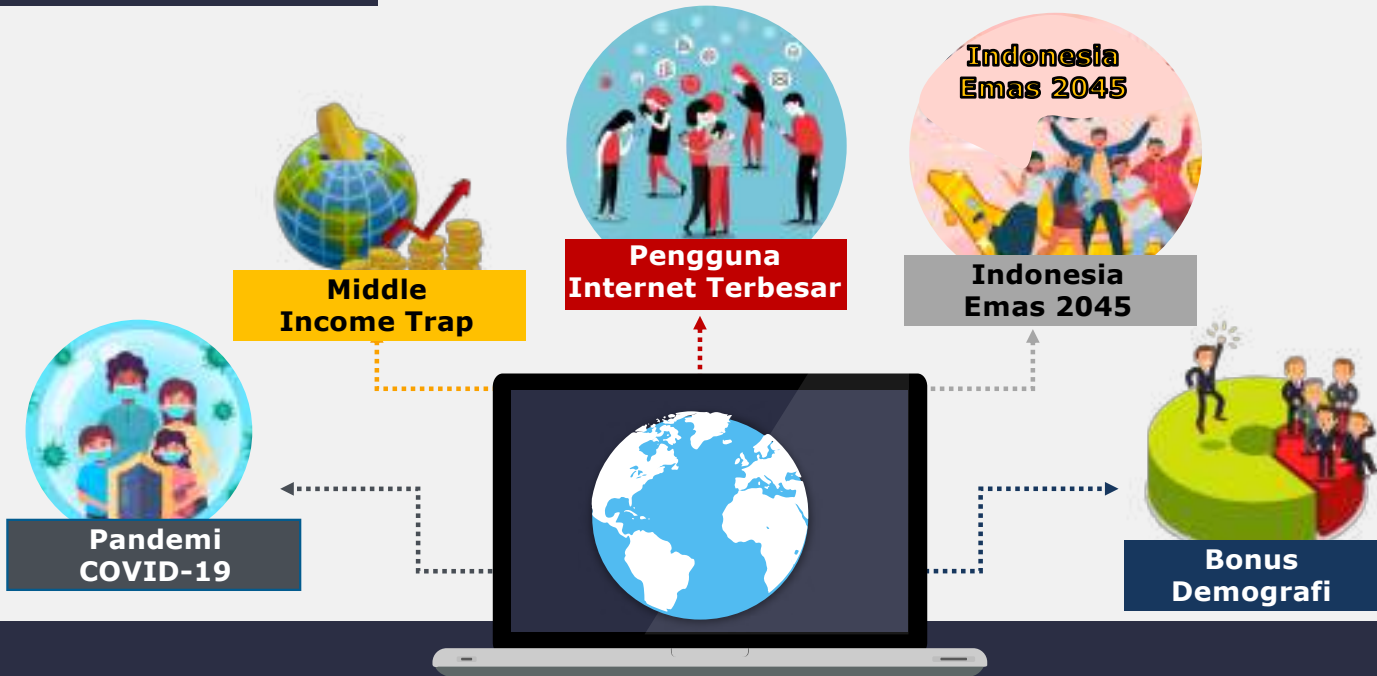 Indonesia
Emas 2045
Pengguna
Internet Terbesar
Indonesia
Emas 2045
Middle
Income Trap
Pandemi
COVID-19
Bonus
Demografi